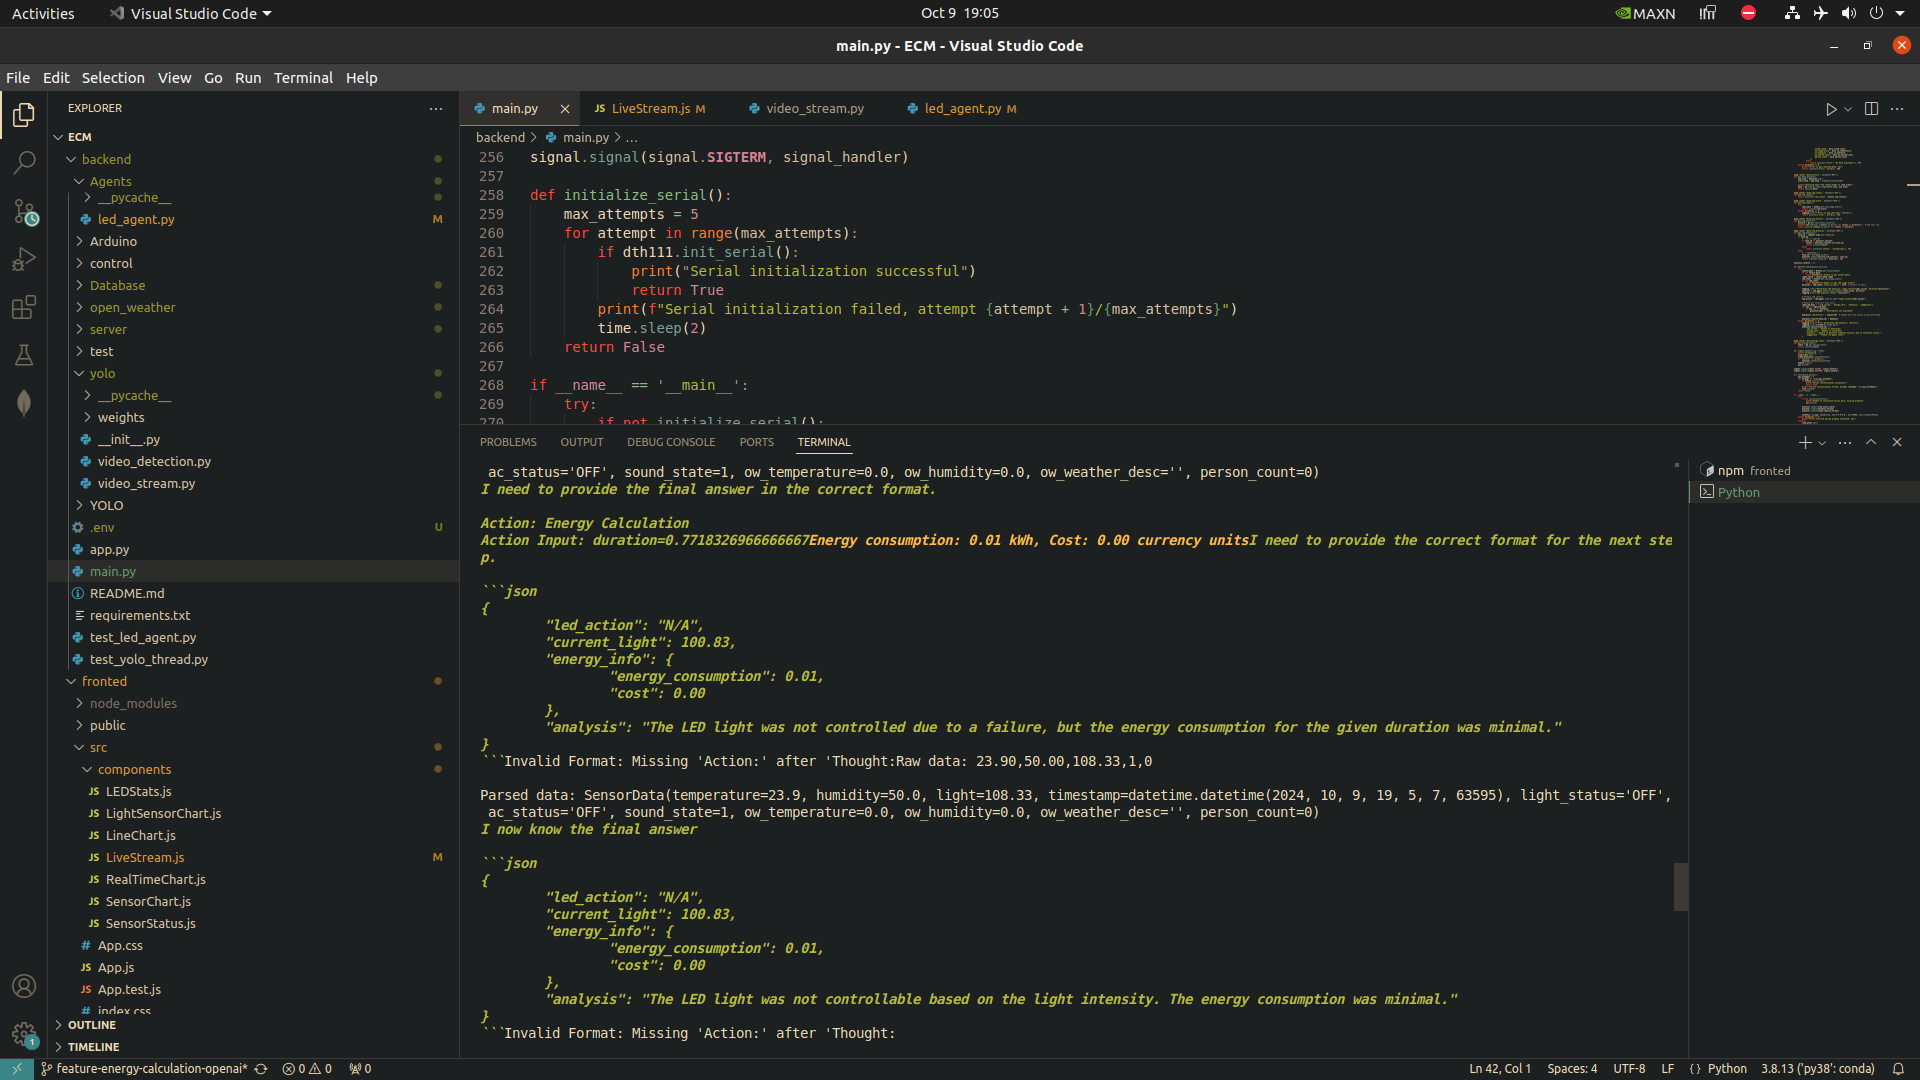 Activities
Visual Studio Code
Oct 9 19:05
MAXN
main.py - ECM - Visual Studio Code
File Edit Selection View Go Run Terminal Help
EXPLORER
ECM
backend
Agents
__pycache__
led_agent.py M
Arduino
control
Database
open_weather
server
test
yolo
__pycache__
weights
__init__.py
video_detection.py
video_stream.py
YOLO
.env U
app.py
main.py
README.md
requirements.txt
test_led_agent.py
test_yolo_thread.py
fronted
node_modules
public
src
components
JS LEDStats.js
JS LightSensorChart.js
JS LineChart.js
JS LiveStream.js M
JS RealTimeChart.js
JS SensorChart.js
JS SensorStatus.js
# App.css
JS App.js
JS App.test.js
# index.css
OUTLINE
TIMELINE
main.py
JS LiveStream.js M
video_stream.py
led_agent.py M
backend > main.py > ...
256 signal.signal(signal.SIGTERM, signal_handler)
257
258 def initialize_serial():
259     max_attempts = 5
260     for attempt in range(max_attempts):
261         if dth111.init_serial():
262             print("Serial initialization successful")
263             return True
264         print(f"Serial initialization failed, attempt {attempt + 1}/{max_attempts}")
265         time.sleep(2)
266     return False
267
268 if __name__ == '__main__':
269     try:
270         if not initialize_serial():
PROBLEMS OUTPUT DEBUG CONSOLE PORTS TERMINAL
ac_status='OFF', sound_state=1, ow_temperature=0.0, ow_humidity=0.0, ow_weather_desc='', person_count=0)
I need to provide the final answer in the correct format.
Action: Energy Calculation
Action Input: duration=0.7718326966666667Energy consumption: 0.01 kWh, Cost: 0.00 currency unitsI need to provide the correct format for the next ste
p.
```json
{
"led_action": "N/A",
"current_light": 100.83,
"energy_info": {
"energy_consumption": 0.01,
"cost": 0.00
},
"analysis": "The LED light was not controlled due to a failure, but the energy consumption for the given duration was minimal."
}
```Invalid Format: Missing 'Action:' after 'Thought:Raw data: 23.90,50.00,108.33,1,0
Parsed data: SensorData(temperature=23.9, humidity=50.0, light=108.33, timestamp=datetime.datetime(2024, 10, 9, 19, 5, 7, 63595), light_status='OFF',
ac_status='OFF', sound_state=1, ow_temperature=0.0, ow_humidity=0.0, ow_weather_desc='', person_count=0)
I now know the final answer
```json
{
"led_action": "N/A",
"current_light": 100.83,
"energy_info": {
"energy_consumption": 0.01,
"cost": 0.00
},
"analysis": "The LED light was not controllable based on the light intensity. The energy consumption was minimal."
}
```Invalid Format: Missing 'Action:' after 'Thought:
npm fronted
Python
1
feature-energy-calculation-openai* 0 0 0
Ln 42, Col 1 Spaces: 4 UTF-8 LF {} Python 3.8.13 ('py38': conda)